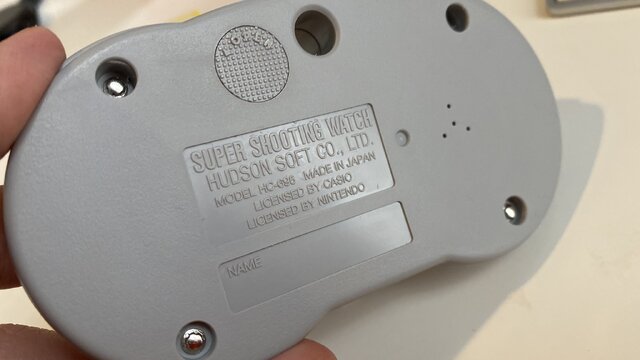 SUPER SHOOTING WATCH
HUDSON SOFT CO., LTD.
MODEL HC-696 MADE IN JAPAN
LICENSED BY CASIO
LICENSED BY NINTENDO
NAME